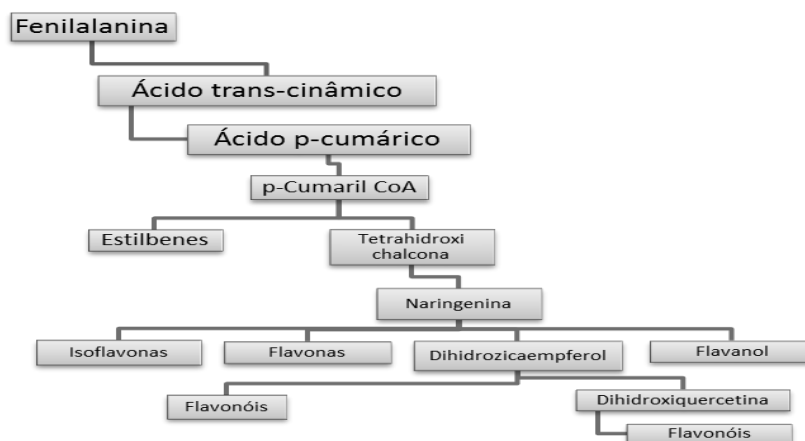 Fenilalanina
Ácido trans-cinâmico
Ácido p-cumárico
p-Cumaril CoA
Estilbenes
Tetrahidroxi
chalcona
Naringenina
Isoflavonas
Flavonas
Dihidrozicaempferol
Flavanol
Flavonóis
Dihidroxiquercetina
Flavonóis